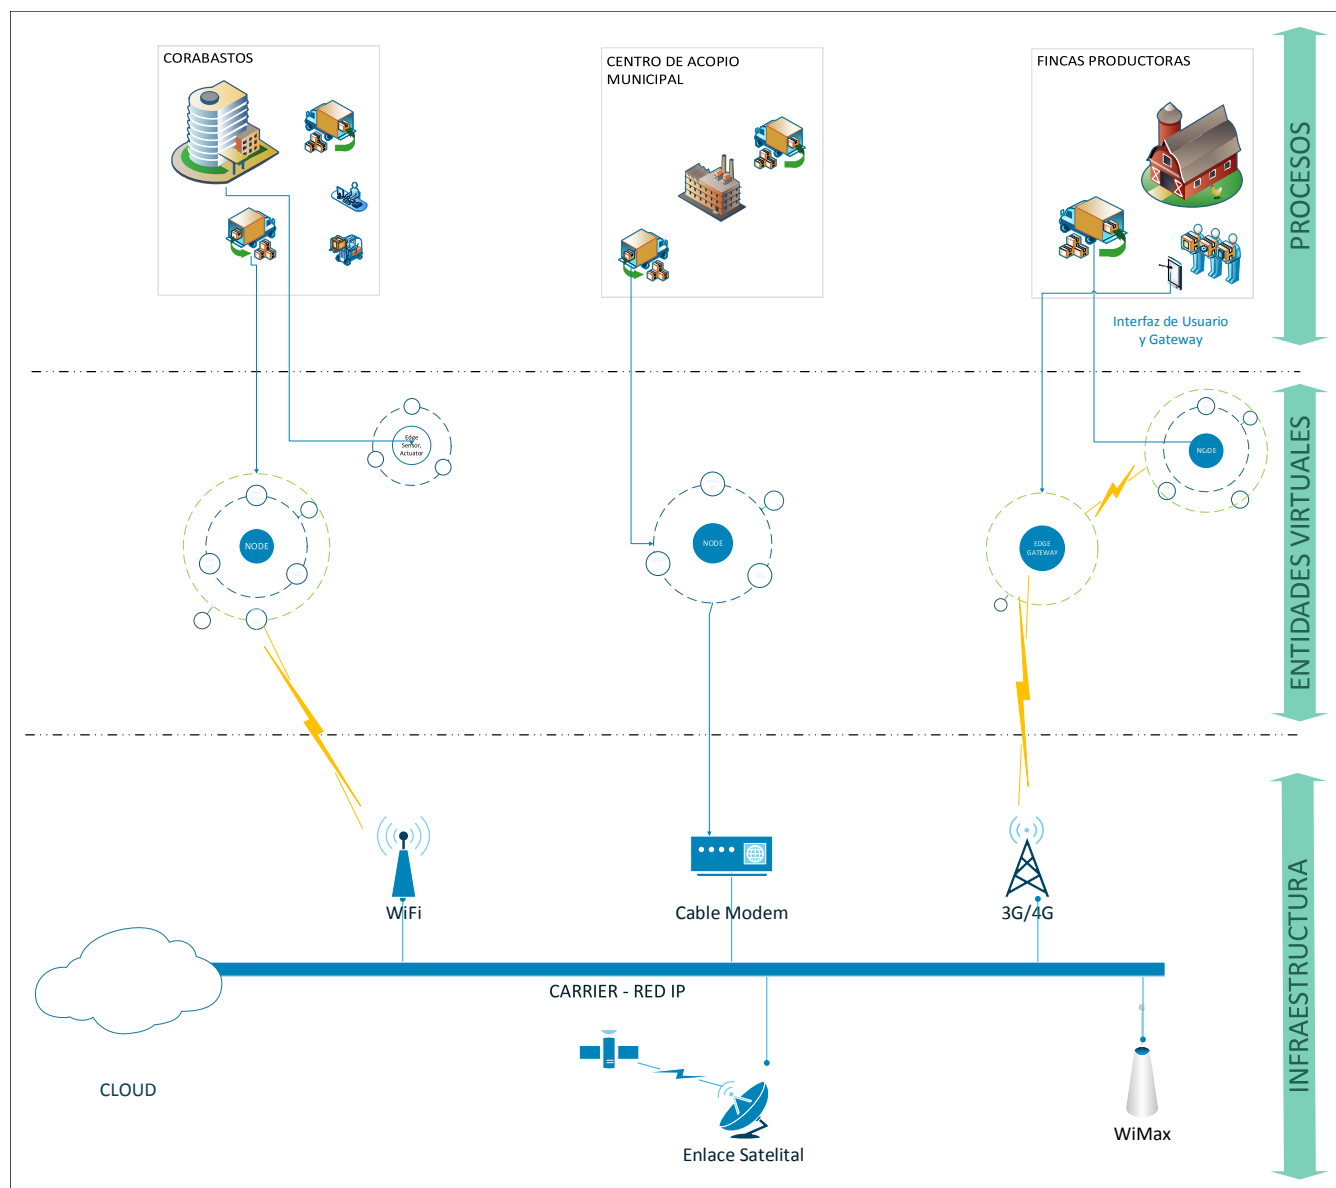 CORABASTOS
CENTRO DE ACOPIO
MUNICIPAL
FINCAS PRODUCTORAS
PROCESOS
Interfaz de Usuario
y Gateway
Edge
Sensor,
Actuator
NODE
NODE
EDGE
GATEWAY
NODE
ENTIDADES VIRTUALES
WiFi
Cable Modem
3G/4G
CARRIER - RED IP
CLOUD
Enlace Satelital
WiMax
INFRAESTRUCTURA